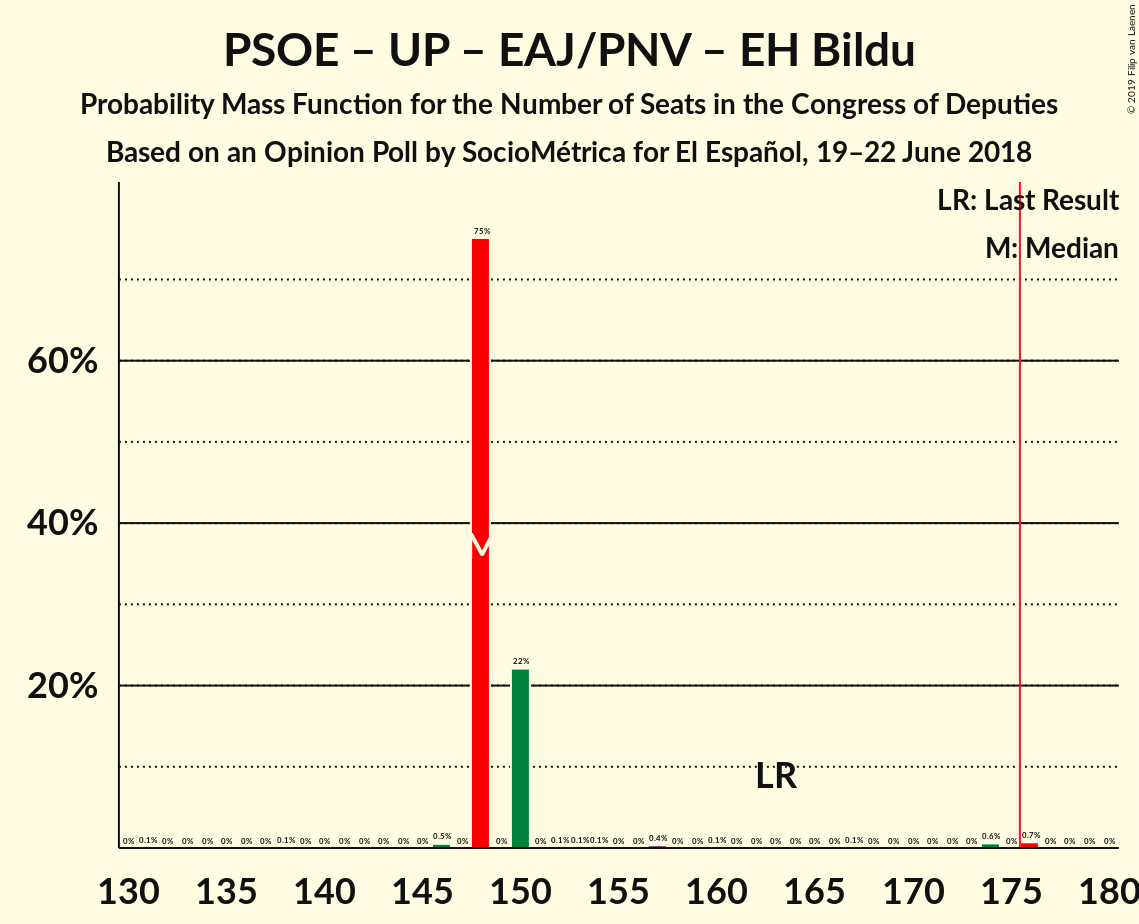 PSOE – UP – EAJ/PNV – EH Bildu
Probability Mass Function for the Number of Seats in the Congress of Deputies
Based on an Opinion Poll by SocioMétrica for El Español, 19–22 June 2018
© 2019 Filip van Laenen
LR: Last Result
M: Median
75%
60%
40%
M
22%
20%
LR
0% 0.1% 0% 0% 0% 0% 0% 0% 0.1% 0% 0% 0% 0% 0% 0% 0% 0.5% 0% 0% 0% 0.1% 0.1% 0.1% 0% 0% 0.4% 0% 0% 0.1% 0% 0% 0% 0% 0% 0% 0.1% 0% 0% 0% 0% 0% 0% 0.6% 0% 0.7% 0% 0% 0% 0%
130 135 140 145 150 155 160 165 170 175 180